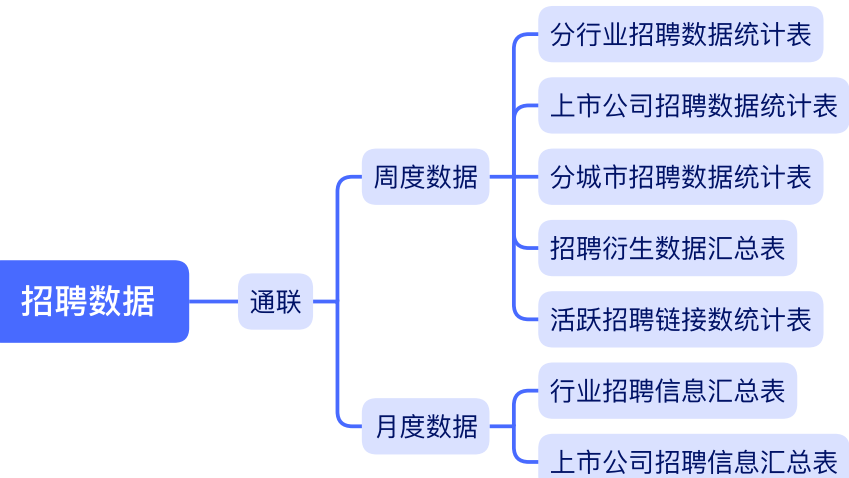 招聘数据
通联
周度数据
分行业招聘数据统计表
上市公司招聘数据统计表
分城市招聘数据统计表
招聘衍生数据汇总表
活跃招聘链接数统计表
月度数据
行业招聘信息汇总表
上市公司招聘信息汇总表